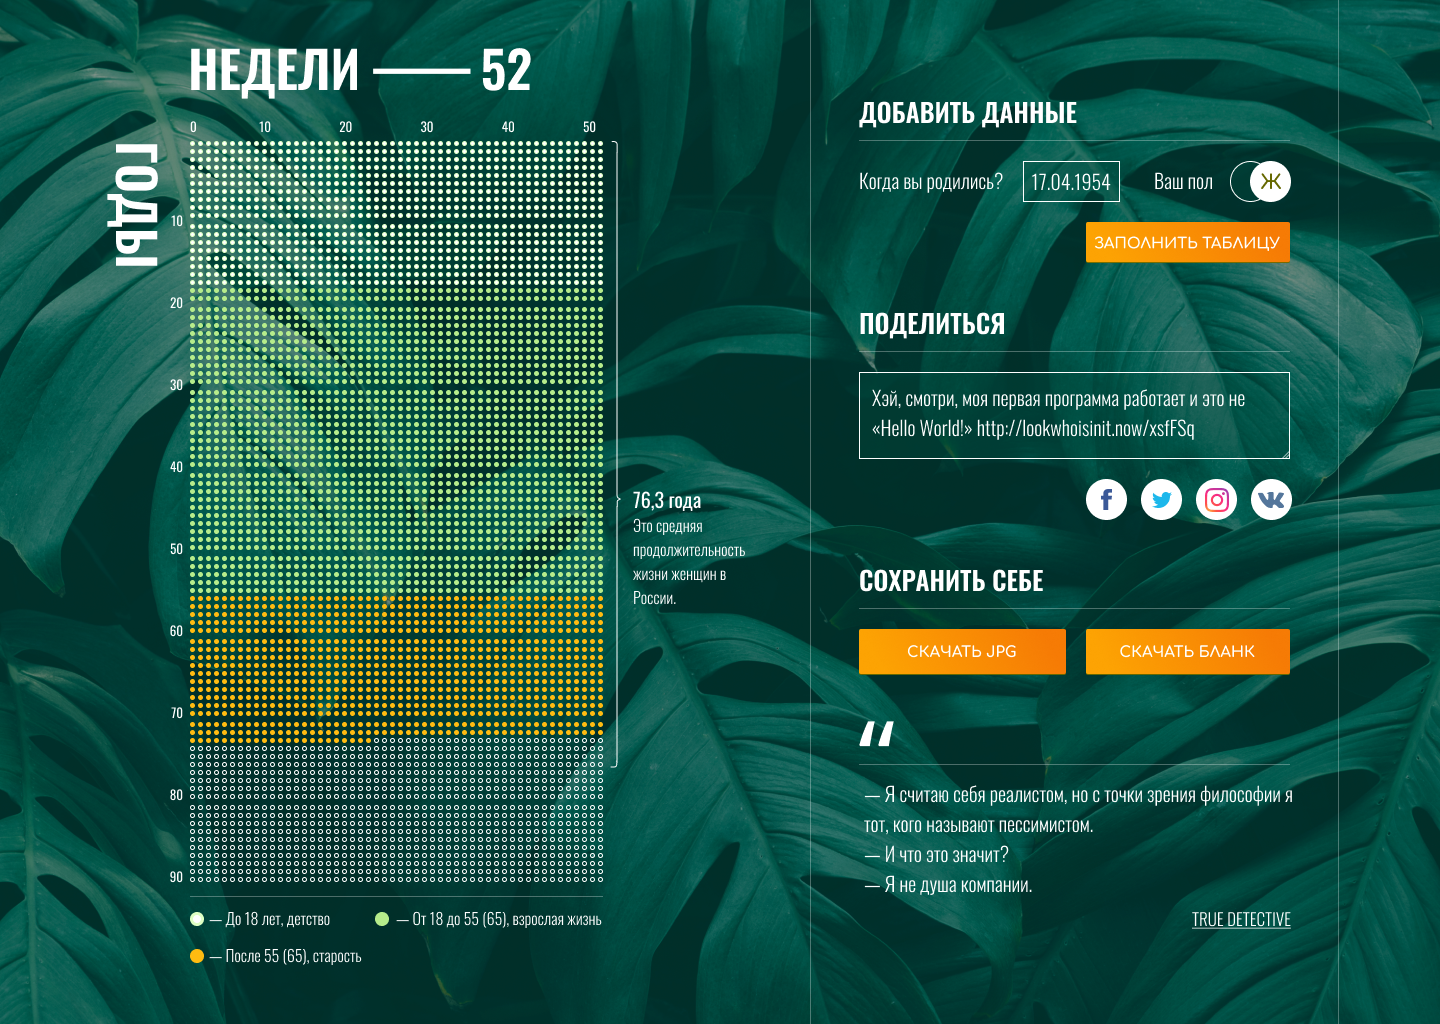 НЕДЕЛИ — 52
0 10 20 30 40 50
ГОДЫ
10
20
30
40
50
60
70
80
90
76,3 года
Это средняя
продолжительность
жизни женщин в
России.
— До 18 лет, детство
— От 18 до 55 (65), взрослая жизнь
— После 55 (65), старость
ДОБАВИТЬ ДАННЫЕ
Когда вы родились? 17.04.1954 Ваш пол Ж
ЗАПОЛНИТЬ ТАБЛИЦУ
ПОДЕЛИТЬСЯ
Хэй, смотри, моя первая программа работает и это не
«Hello World!» http://lookwhoisinit.now/xsfFSq
СОХРАНИТЬ СЕБЕ
СКАЧАТЬ JPG
СКАЧАТЬ БЛАНК
“
— Я считаю себя реалистом, но с точки зрения философии я
тот, кого называют пессимистом.
— И что это значит?
— Я не душа компании.
TRUE DETECTIVE